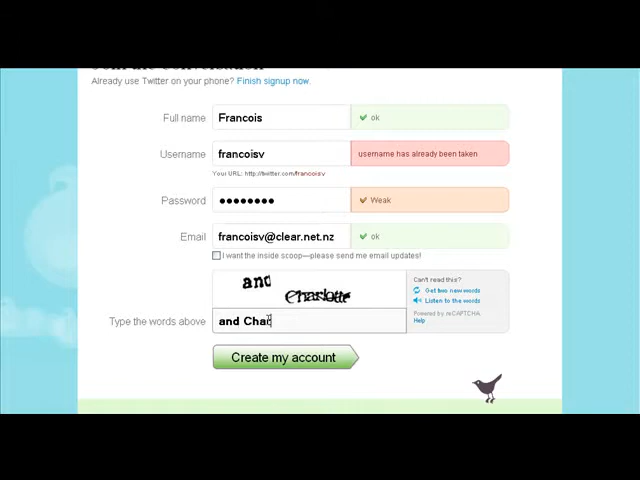 Join the Conversation
Already use Twitter on your phone? Finish signup now.
Full name Francois ok
Username francoisv username has already been taken
Your URL: http://twitter.com/francoisv
Password ●●●●●●●● Weak
Email francoisv@clear.net.nz ok
I want the inside scoop—please send me email updates!
and Charlotte
Can't read this?
Get two new words
Listen to the words
Powered by reCAPTCHA.
Help
Type the words above and Cha
Create my account